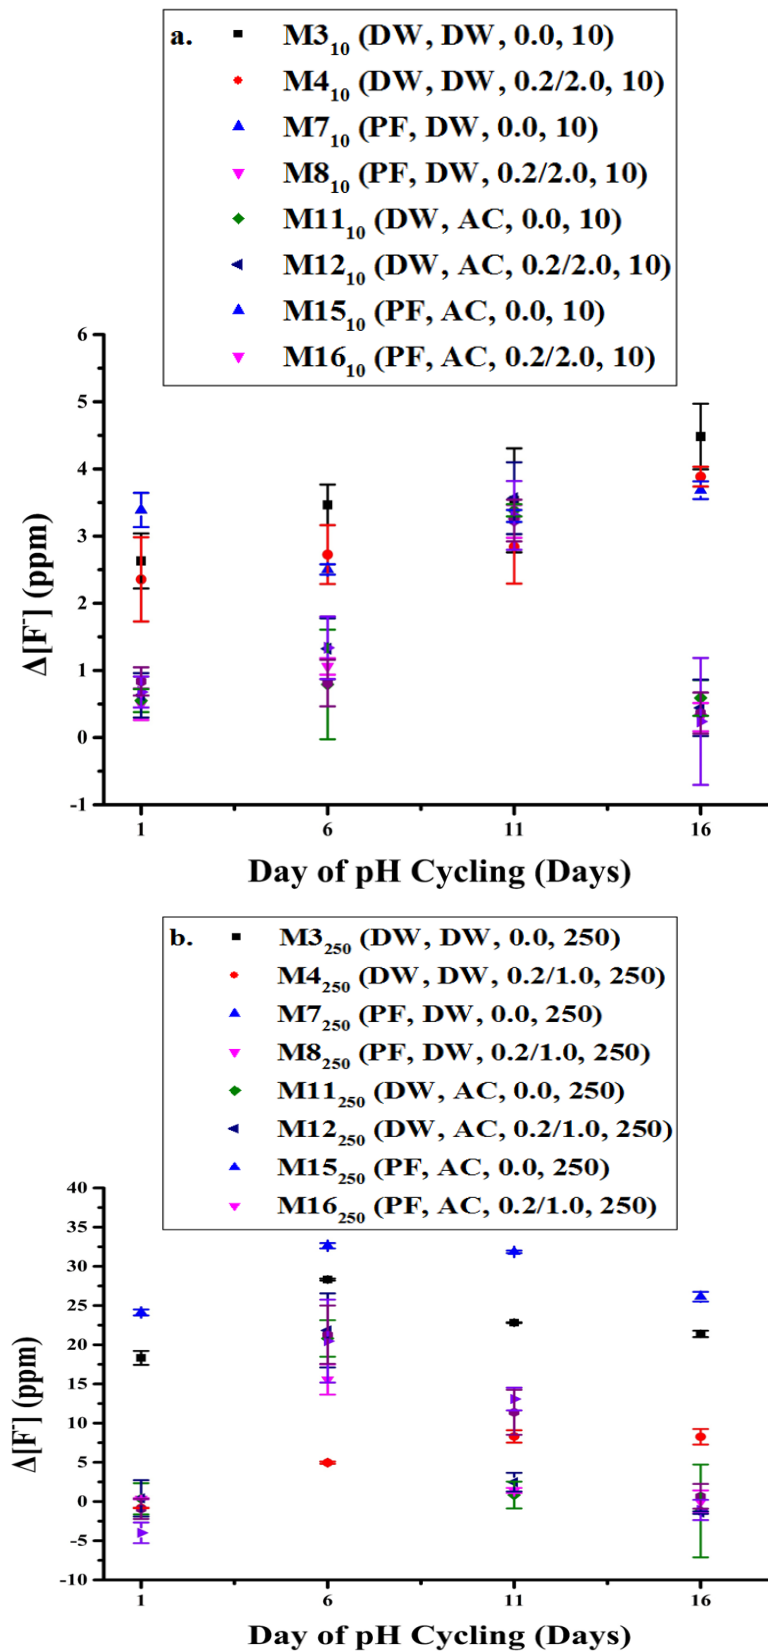 a.
M3₁₀ (DW, DW, 0.0, 10)
M4₁₀ (DW, DW, 0.2/2.0, 10)
M7₁₀ (PF, DW, 0.0, 10)
M8₁₀ (PF, DW, 0.2/2.0, 10)
M11₁₀ (DW, AC, 0.0, 10)
M12₁₀ (DW, AC, 0.2/2.0, 10)
M15₁₀ (PF, AC, 0.0, 10)
M16₁₀ (PF, AC, 0.2/2.0, 10)
6
5
4
3
2
1
0
-1
Δ[F⁻] (ppm)
1 6 11 16
Day of pH Cycling (Days)
b.
M3₂₅₀ (DW, DW, 0.0, 250)
M4₂₅₀ (DW, DW, 0.2/1.0, 250)
M7₂₅₀ (PF, DW, 0.0, 250)
M8₂₅₀ (PF, DW, 0.2/1.0, 250)
M11₂₅₀ (DW, AC, 0.0, 250)
M12₂₅₀ (DW, AC, 0.2/1.0, 250)
M15₂₅₀ (PF, AC, 0.0, 250)
M16₂₅₀ (PF, AC, 0.2/1.0, 250)
40
35
30
25
20
15
10
5
0
-5
-10
Δ[F⁻] (ppm)
1 6 11 16
Day of pH Cycling (Days)